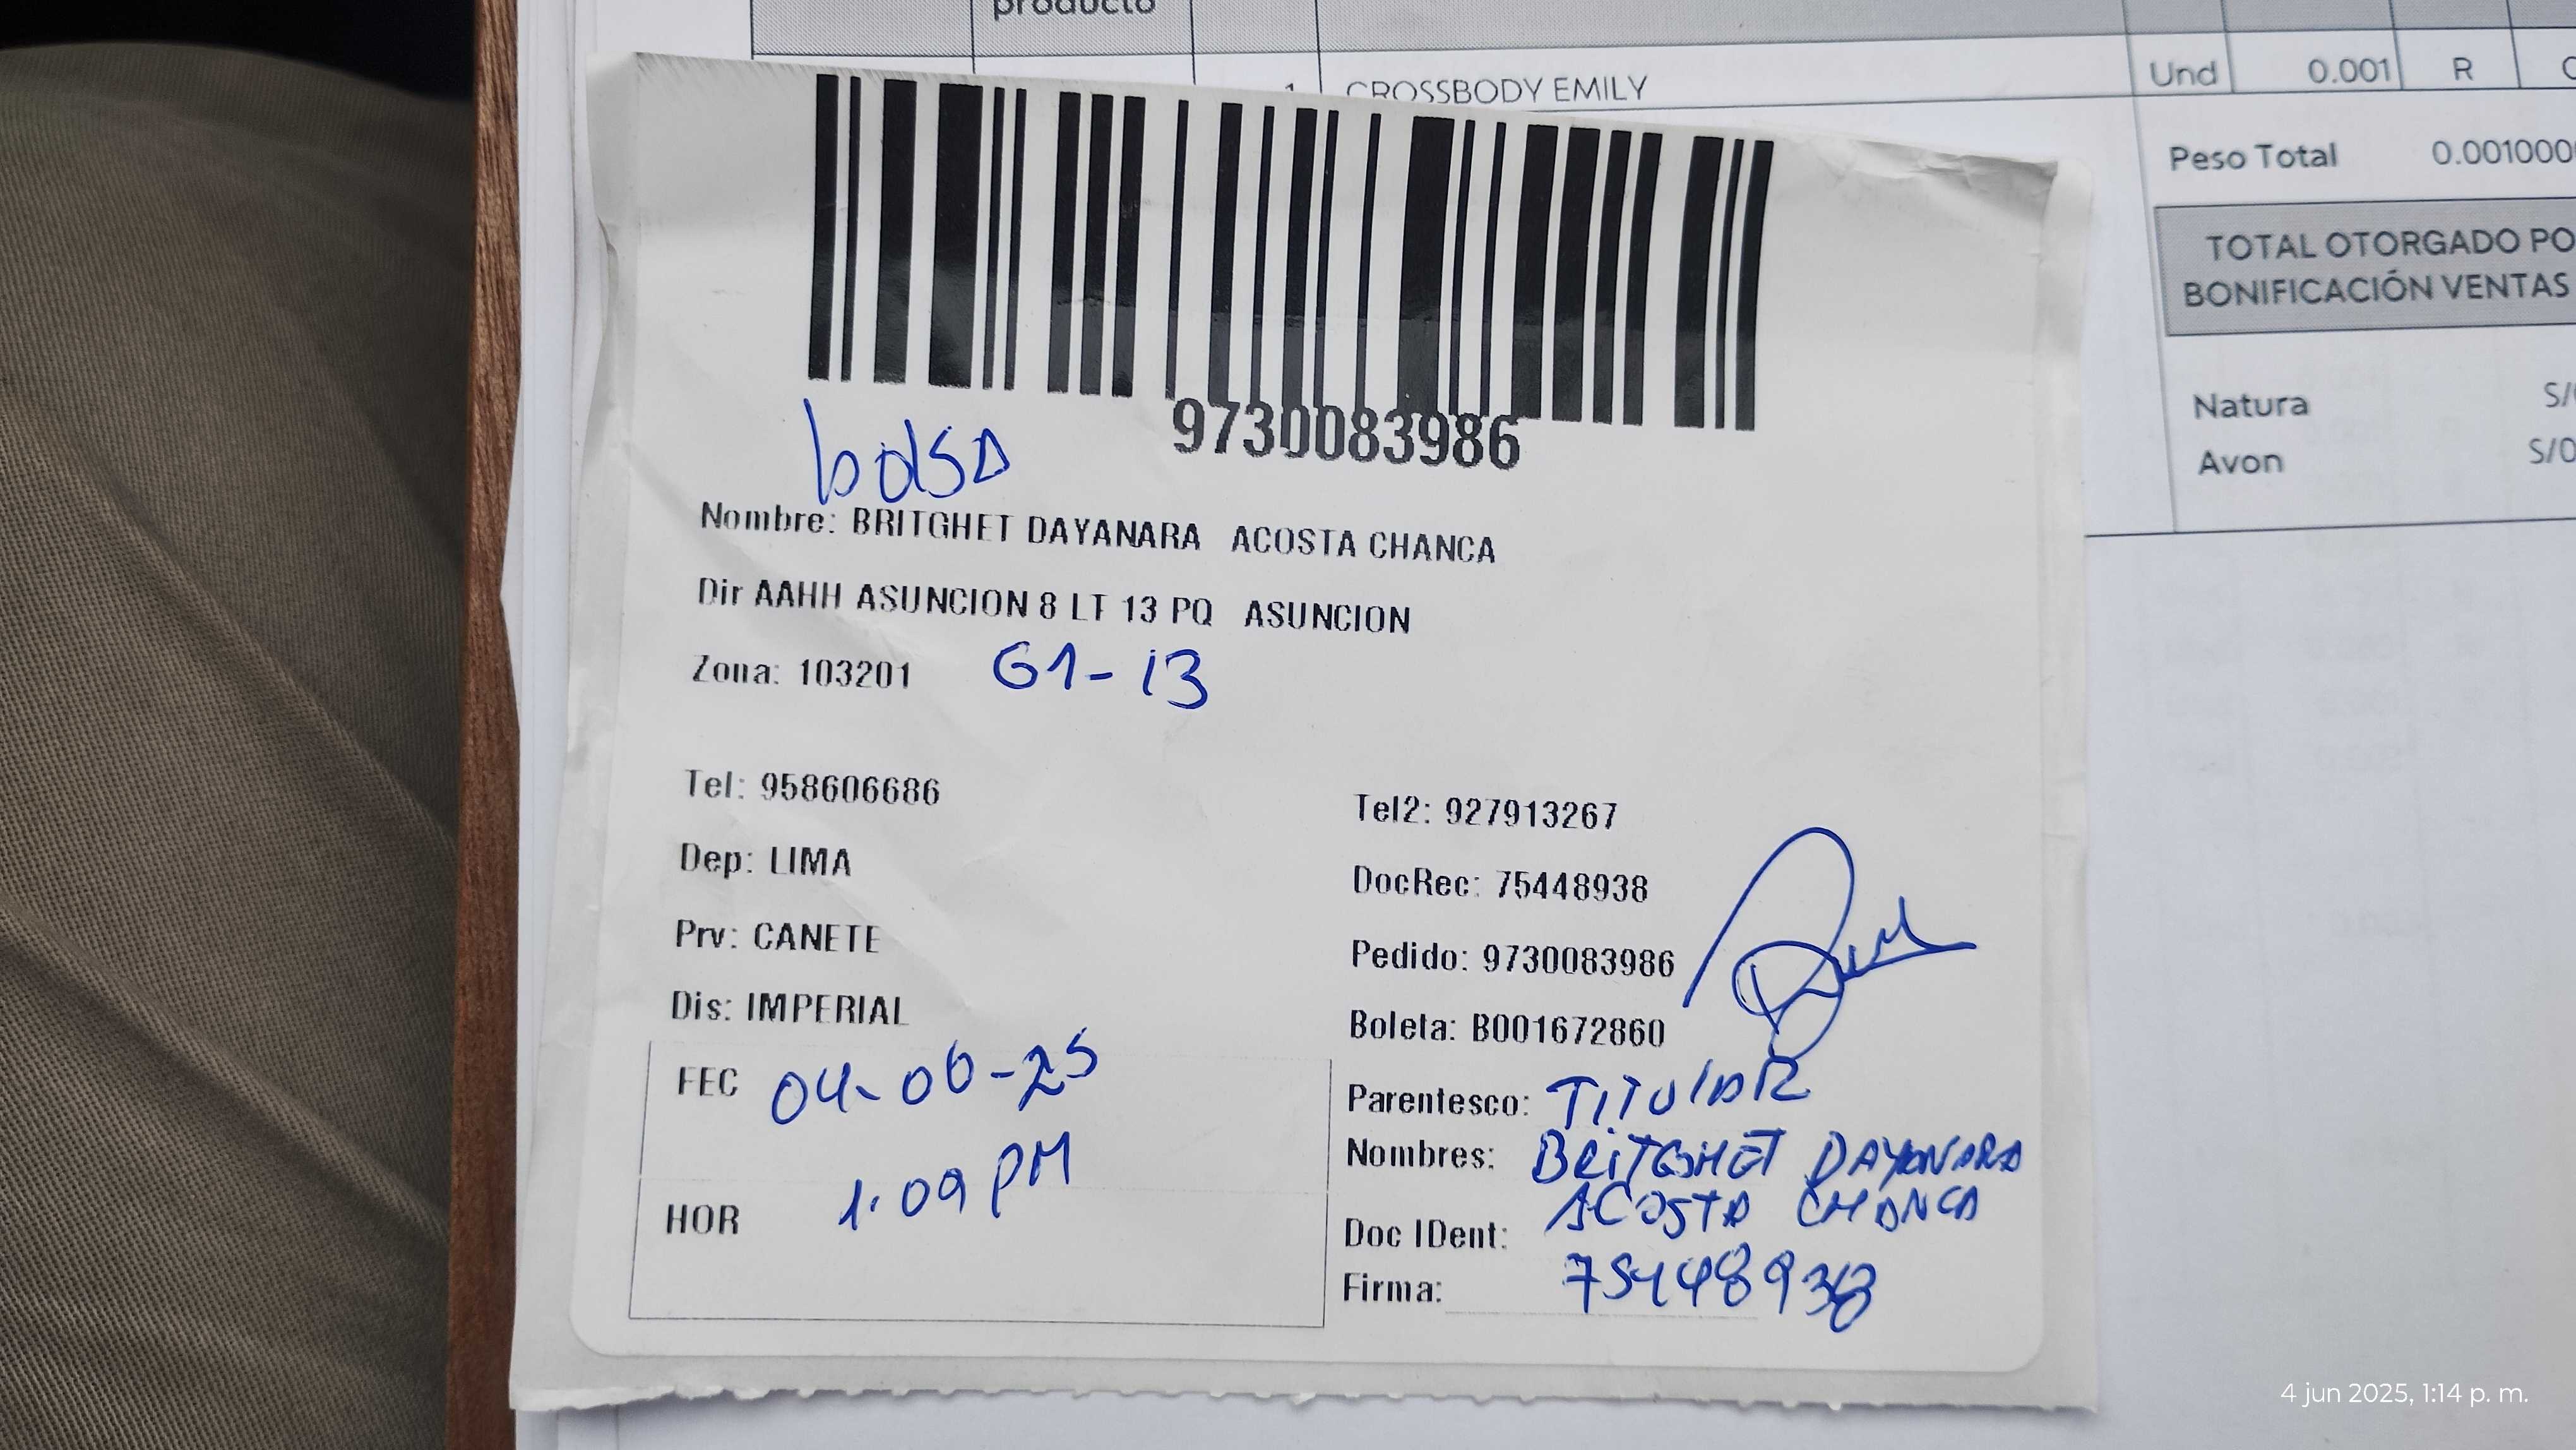 producto
1 CROSSBODY EMILY Und 0.001 R
Peso Total 0.001000
TOTAL OTORGADO PO
BONIFICACIÓN VENTAS
Natura S/
Avon S/0
9730083986
bolsa
Nombre: BRITGHET DAYANARA ACOSTA CHANCA
Dir AAHH ASUNCION 8 LT 13 PQ ASUNCION
Zona: 103201 G1-13
Tel: 958606686
Tel2: 927913267
Dep: LIMA
DocRec: 75448938
Prv: CANETE
Pedido: 9730083986
Dis: IMPERIAL
Boleta: B001672860
FEC 04-06-25
Parentesco: TITULAR
Nombres: BRITGHET DAYANARA
ACOSTA CHANCA
HOR 1:09 PM
Doc IDent:
75448938
Firma:
4 jun 2025, 1:14 p. m.